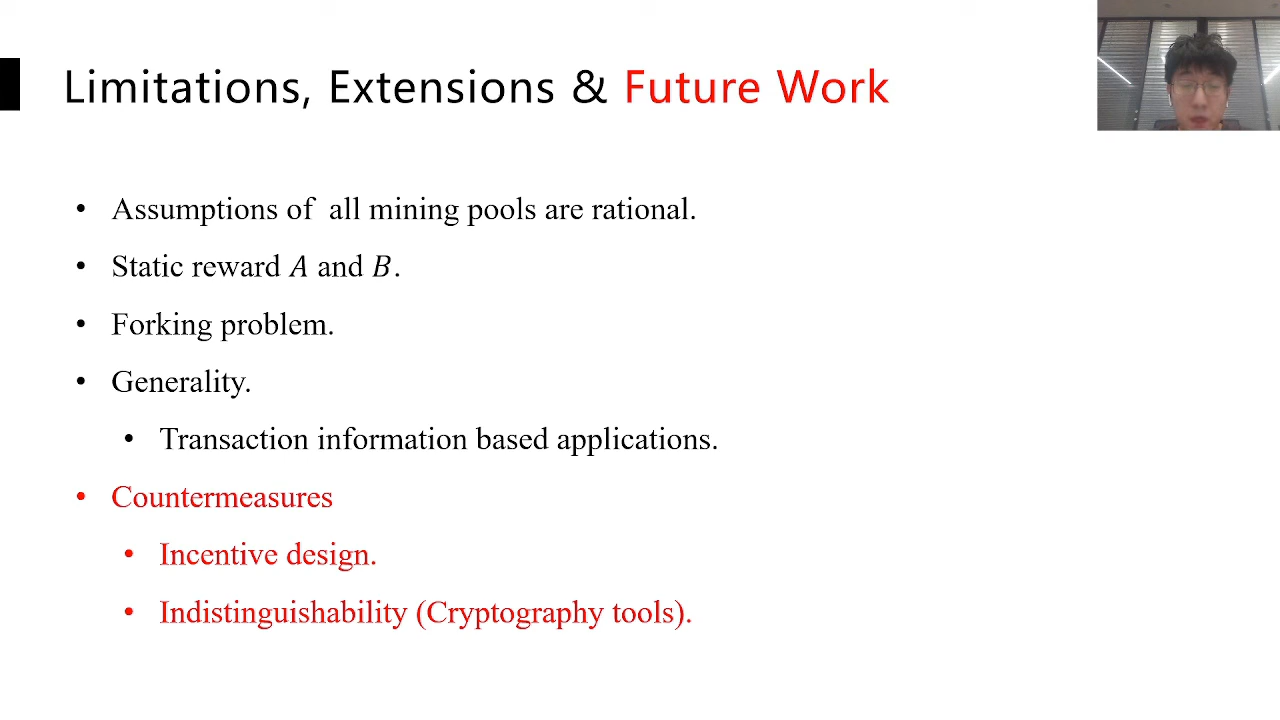 Limitations, Extensions & Future Work
• Assumptions of all mining pools are rational.
• Static reward A and B.
• Forking problem.
• Generality.
• Transaction information based applications.
• Countermeasures
• Incentive design.
• Indistinguishability (Cryptography tools).